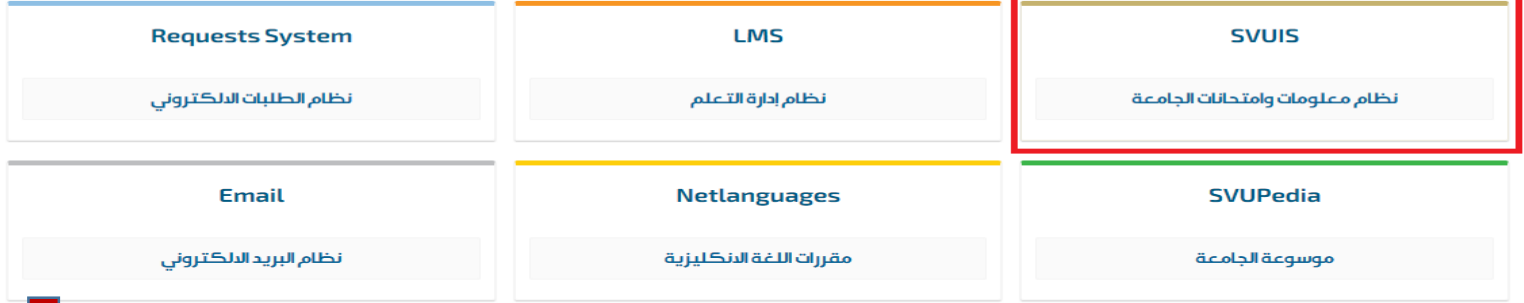 Requests System
نظام الطلبات الالكتروني
LMS
نظام إدارة التعلم
SVUIS
نظام معلومات وامتحانات الجامعة
Email
نظام البريد الالكتروني
Netlanguages
مقررات اللغة الانكليزية
SVUPedia
موسوعة الجامعة